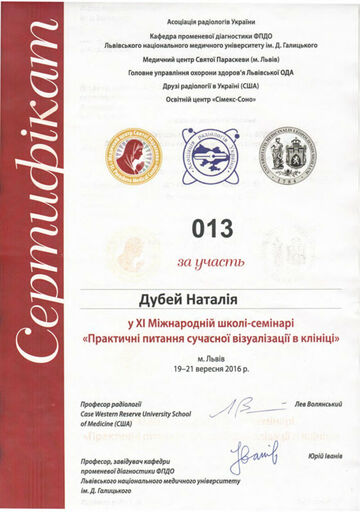 Сертифікат
Асоціація радіологів України
Кафедра променевої діагностики ФПДО
Львівського національного медичного університету ім. Д. Галицького
Медичний центр Святої Параскеви (м. Львів)
Головне управління охорони здоров'я Львівської ОДА
Друзі радіології в Україні (США)
Освітній центр «Сімекс-Соно»
1784
013
за участь
Дубей Наталія
у XI Міжнародній школі-семінарі
«Практичні питання сучасної візуалізації в клініці»
м. Львів
19–21 вересня 2016 р.
Професор радіології
Case Western Reserve University School
of Medicine (США)
Лев Волянський
Професор, завідувач кафедри
променевої діагностики ФПДО
Львівського національного медичного університету
ім. Д. Галицького
Юрій Іванів